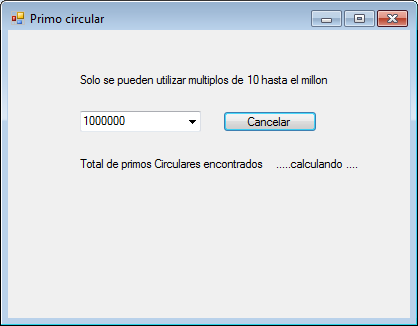 Primo circular
Solo se pueden utilizar multiplos de 10 hasta el millon
1000000 Cancelar
Total de primos Circulares encontrados .....calculando ....